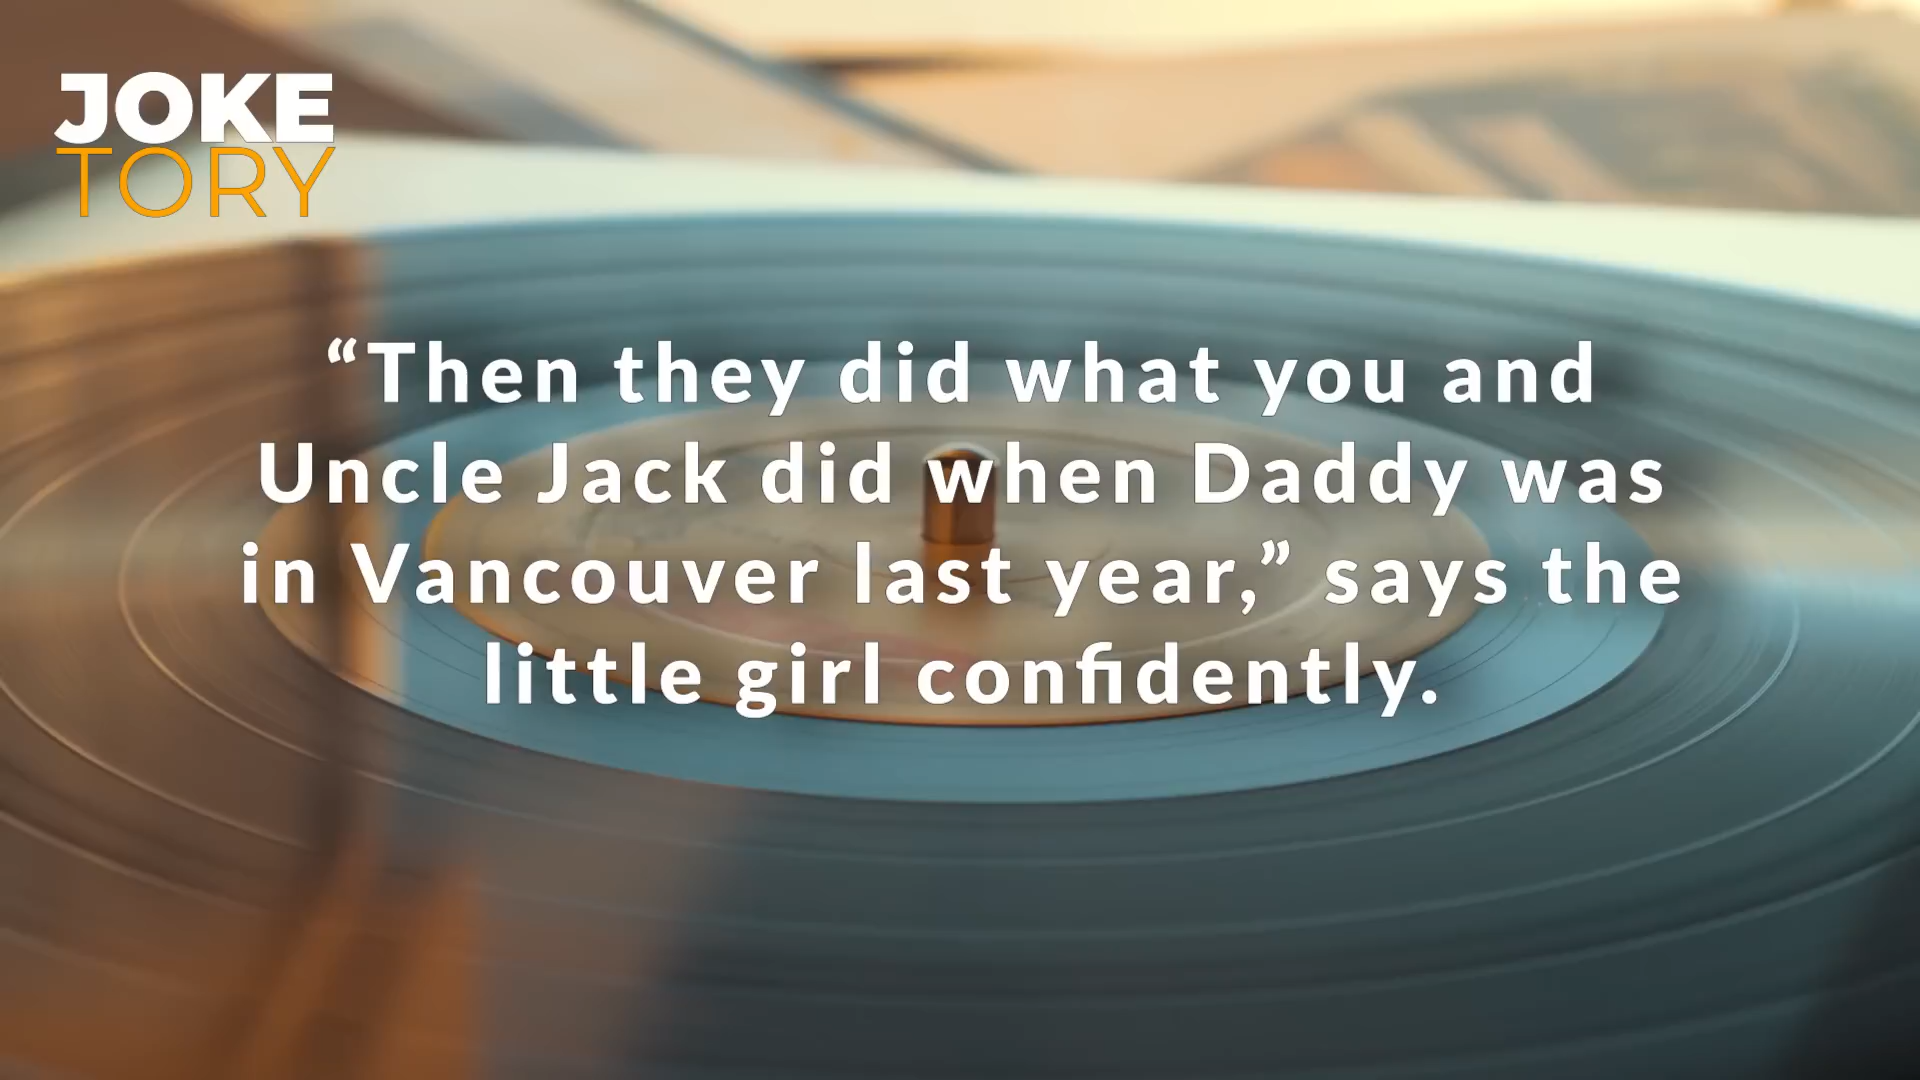 JOKE
TORY
“Then they did what you and
Uncle Jack did when Daddy was
in Vancouver last year,” says the
little girl confidently.